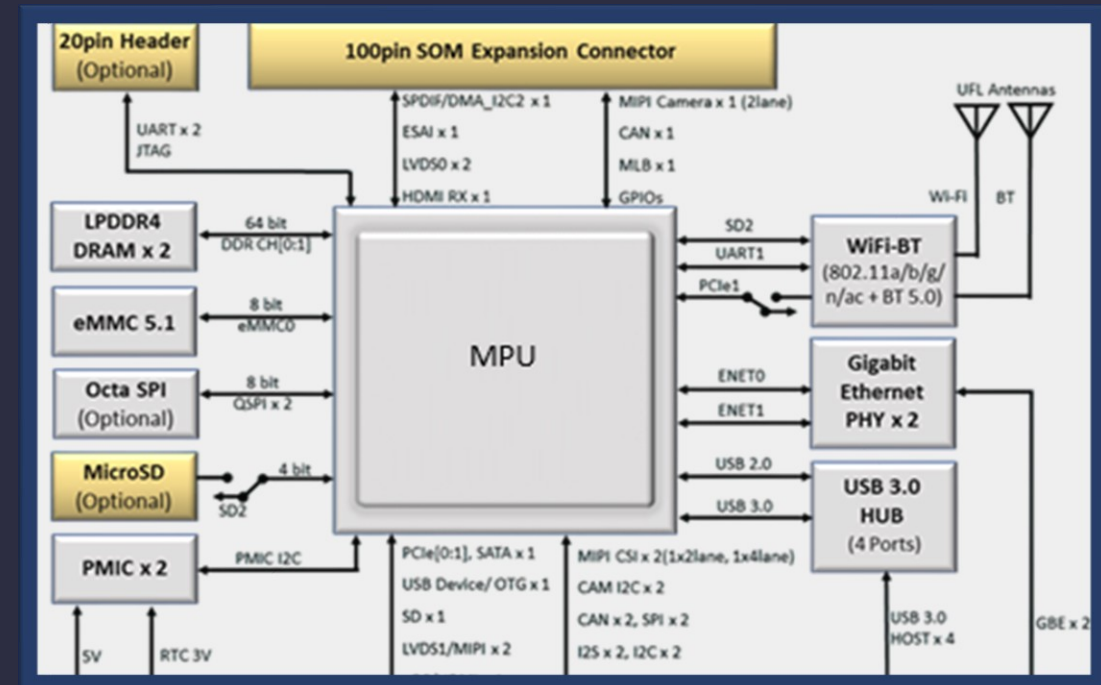 20pin Header
(Optional)
100pin SOM Expansion Connector
UART x 2
JTAG
SPDIF/DMA_I2C2 x 1
ESAI x 1
LVDS0 x 2
HDMI RX x 1
MIPI Camera x 1 (2lane)
CAN x 1
MLB x 1
GPIOs
UFL Antennas
Wi-Fi
BT
LPDDR4
DRAM x 2
64 bit
DDR CH[0:1]
eMMC 5.1
8 bit
eMMC0
Octa SPI
(Optional)
8 bit
QSPI x 2
MicroSD
(Optional)
4 bit
SD2
PMIC x 2
PMIC I2C
5V
RTC 3V
MPU
SD2
UART1
PCIe1
WiFi-BT
(802.11a/b/g/
n/ac + BT 5.0)
ENET0
ENET1
Gigabit
Ethernet
PHY x 2
USB 2.0
USB 3.0
USB 3.0
HUB
(4 Ports)
PCIe[0:1], SATA x 1
USB Device/ OTG x 1
SD x 1
LVDS1/MIPI x 2
MIPI CSI x 2(1x2lane, 1x4lane)
CAM I2C x 2
CAN x 2, SPI x 2
I2S x 2, I2C x 2
USB 3.0
HOST x 4
GBE x 2